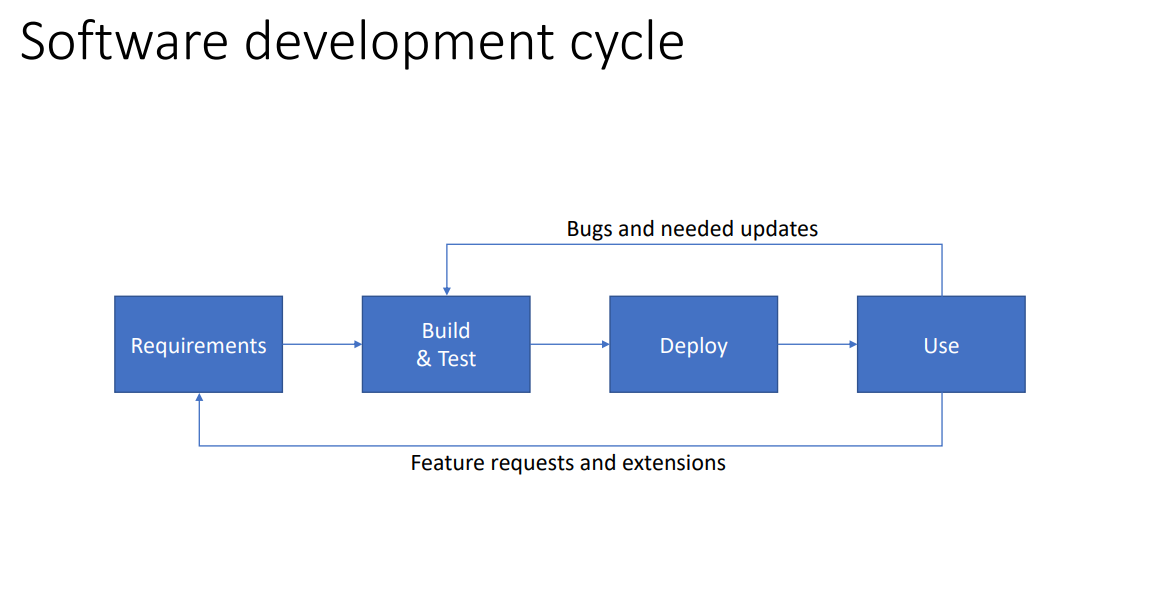 Software development cycle
Bugs and needed updates
Requirements
Build
& Test
Deploy
Use
Feature requests and extensions